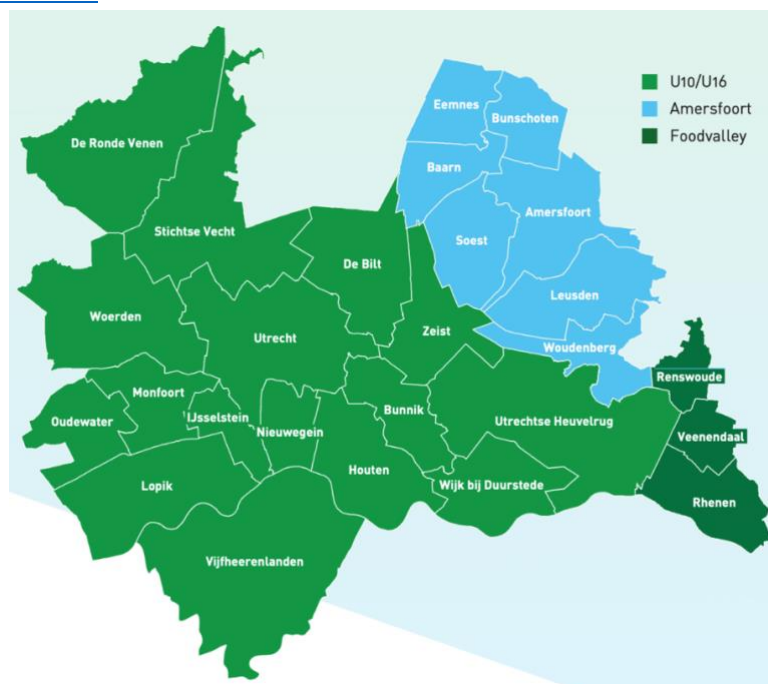 U10/U16
Amersfoort
Foodvalley
Eemnes
Bunschoten
De Ronde Venen
Baarn
Amersfoort
Stichtse Vecht
Soest
De Bilt
Leusden
Woerden
Zeist
Utrecht
Woudenberg
Renswoude
Monfoort
Bunnik
Oudewater
IJsselstein
Utrechtse Heuvelrug
Nieuwegein
Veenendaal
Houten
Lopik
Wijk bij Duurstede
Rhenen
Vijfheerenlanden